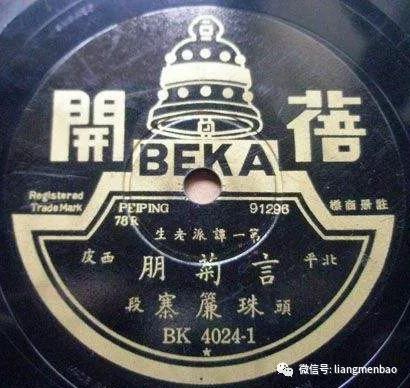 蓓開
BEKA
Registered
Trade Mark
註册商標
PEIPING
78R
91296
第一譚派老生
北平 言菊朋 西皮
頭 珠簾寨 段
BK 4024-1
微信号: liangmenbao